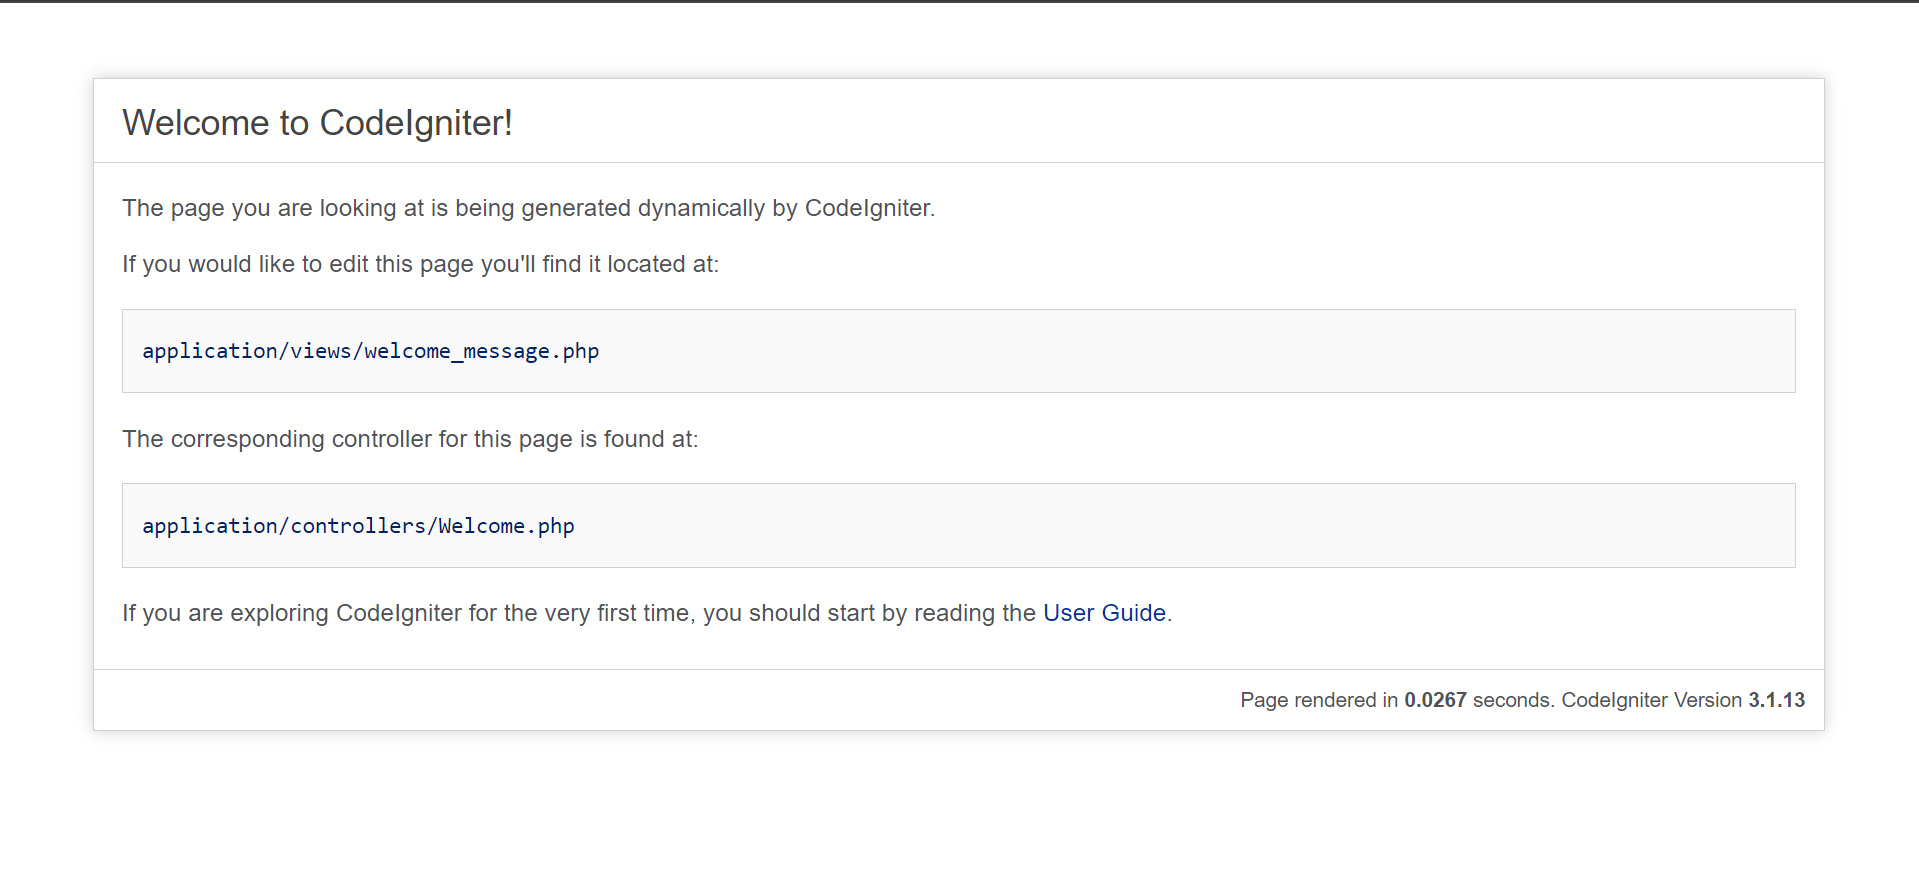 Welcome to CodeIgniter!
The page you are looking at is being generated dynamically by CodeIgniter.
If you would like to edit this page you'll find it located at:
application/views/welcome_message.php
The corresponding controller for this page is found at:
application/controllers/Welcome.php
If you are exploring CodeIgniter for the very first time, you should start by reading the User Guide.
Page rendered in 0.0267 seconds. CodeIgniter Version 3.1.13